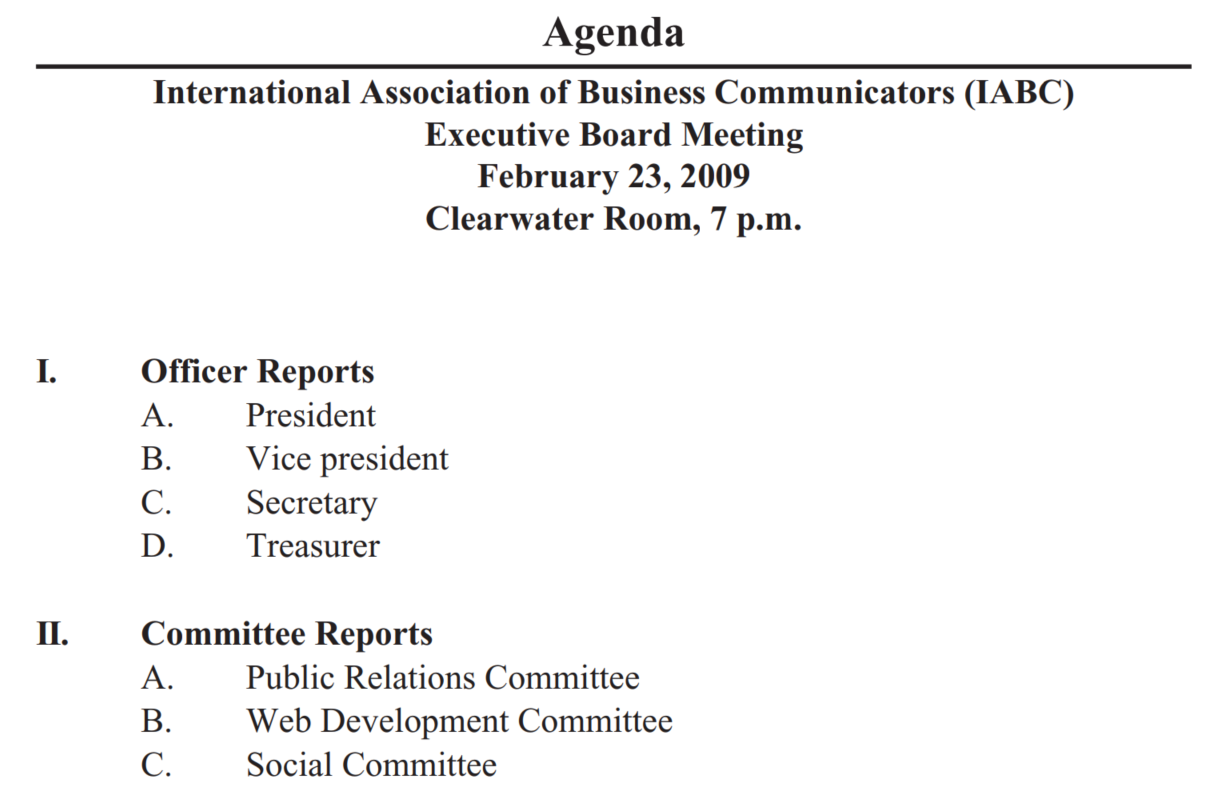 Agenda
International Association of Business Communicators (IABC)
Executive Board Meeting
February 23, 2009
Clearwater Room, 7 p.m.
I. Officer Reports
A. President
B. Vice president
C. Secretary
D. Treasurer
II. Committee Reports
A. Public Relations Committee
B. Web Development Committee
C. Social Committee